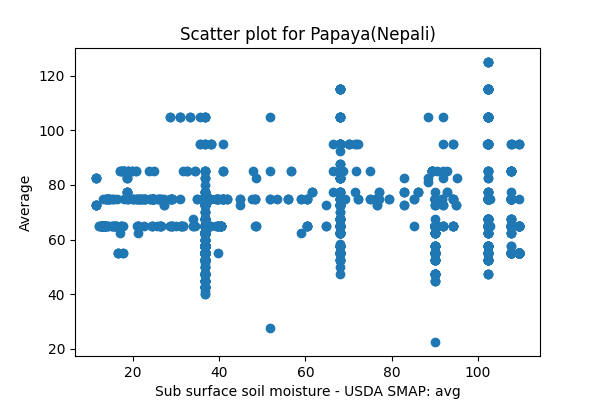 Scatter plot for Papaya(Nepali)
120
100
80
60
40
20
Average
20 40 60 80 100
Sub surface soil moisture - USDA SMAP: avg